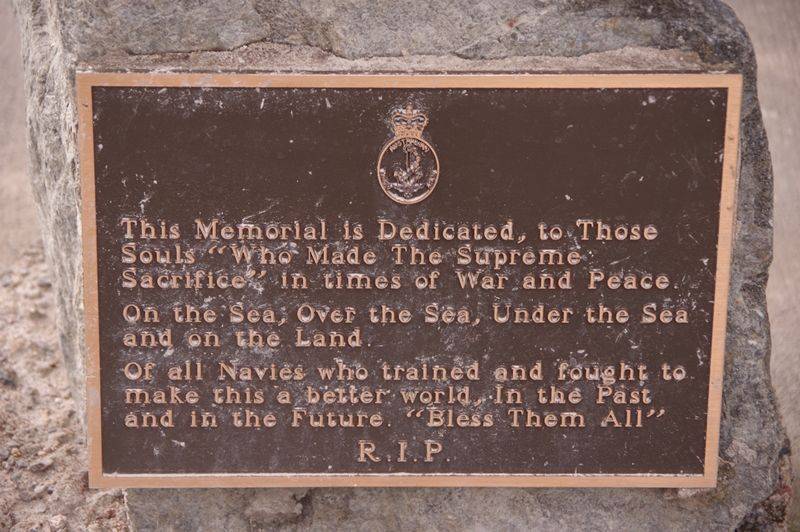 This Memorial is Dedicated, to Those
Souls "Who Made The Supreme
Sacrifice" in times of War and Peace.
On the Sea, Over the Sea, Under the Sea
and on the Land.
Of all Navies who trained and fought to
make this a better world, In the Past
and in the Future. "Bless Them All"
R.I.P.